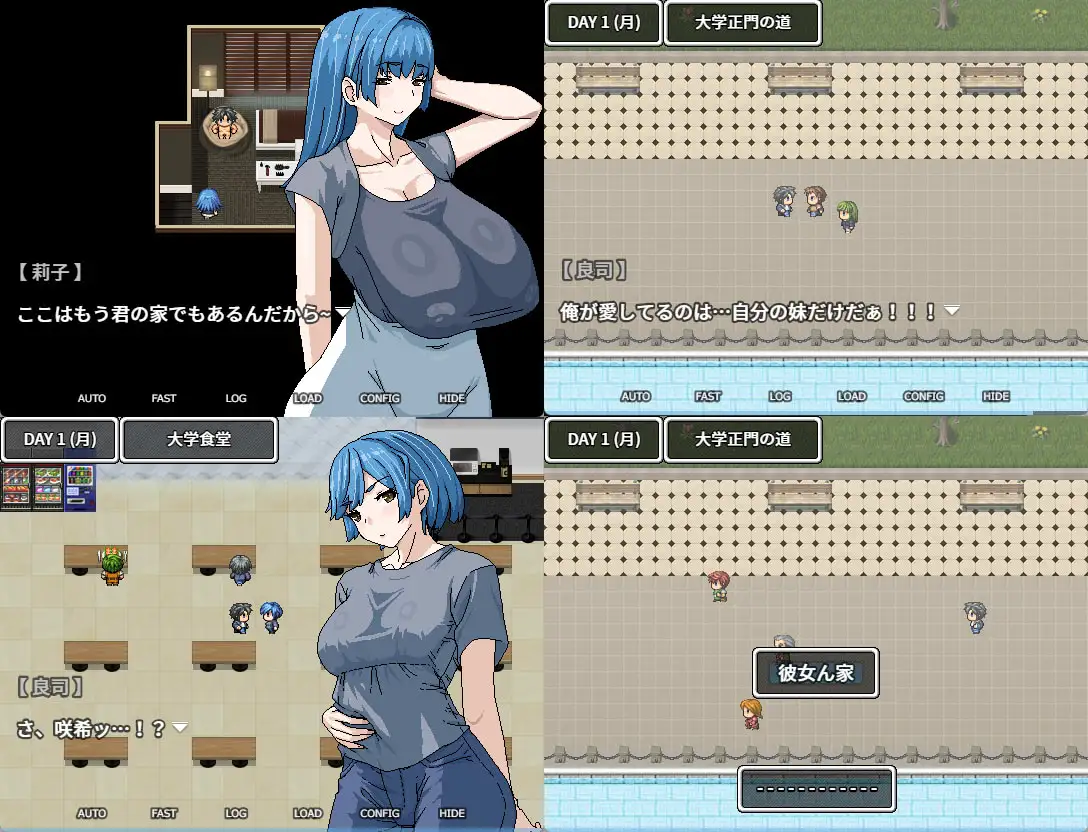 【 莉子 】
ここはもう君の家でもあるんだから~
AUTO FAST LOG LOAD CONFIG HIDE
DAY 1 (月) 大学正門の道
【 良司 】
俺が愛してるのは…自分の妹だけだぁ！！！
AUTO FAST LOG LOAD CONFIG HIDE
DAY 1 (月) 大学食堂
【 良司 】
さ、咲希ッ…！？
AUTO FAST LOG LOAD CONFIG HIDE
DAY 1 (月) 大学正門の道
彼女ん家
-----------